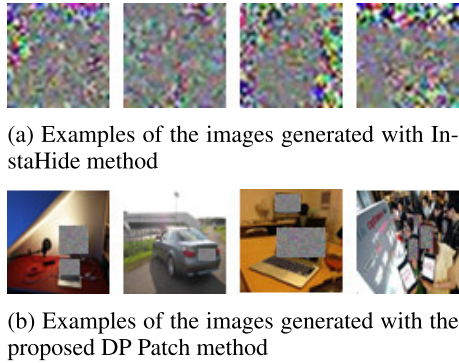 (a) Examples of the images generated with In-
staHide method
(b) Examples of the images generated with the
proposed DP Patch method